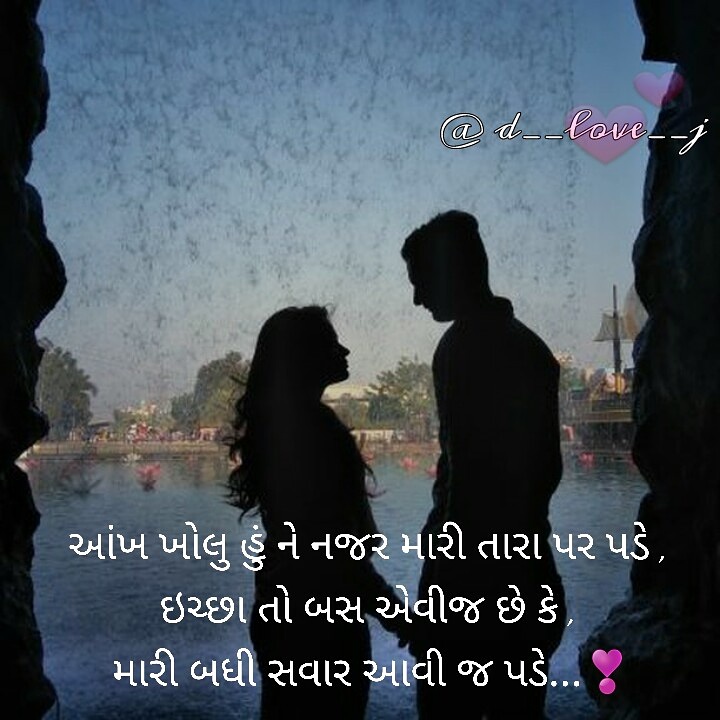 @ d__love__j
આંખ ખોલુ હું ને નજર મારી તારા પર પડે ,
ઇચ્છા તો બસ એવીજ છે કે ,
મારી બધી સવાર આવી જ પડે...❣